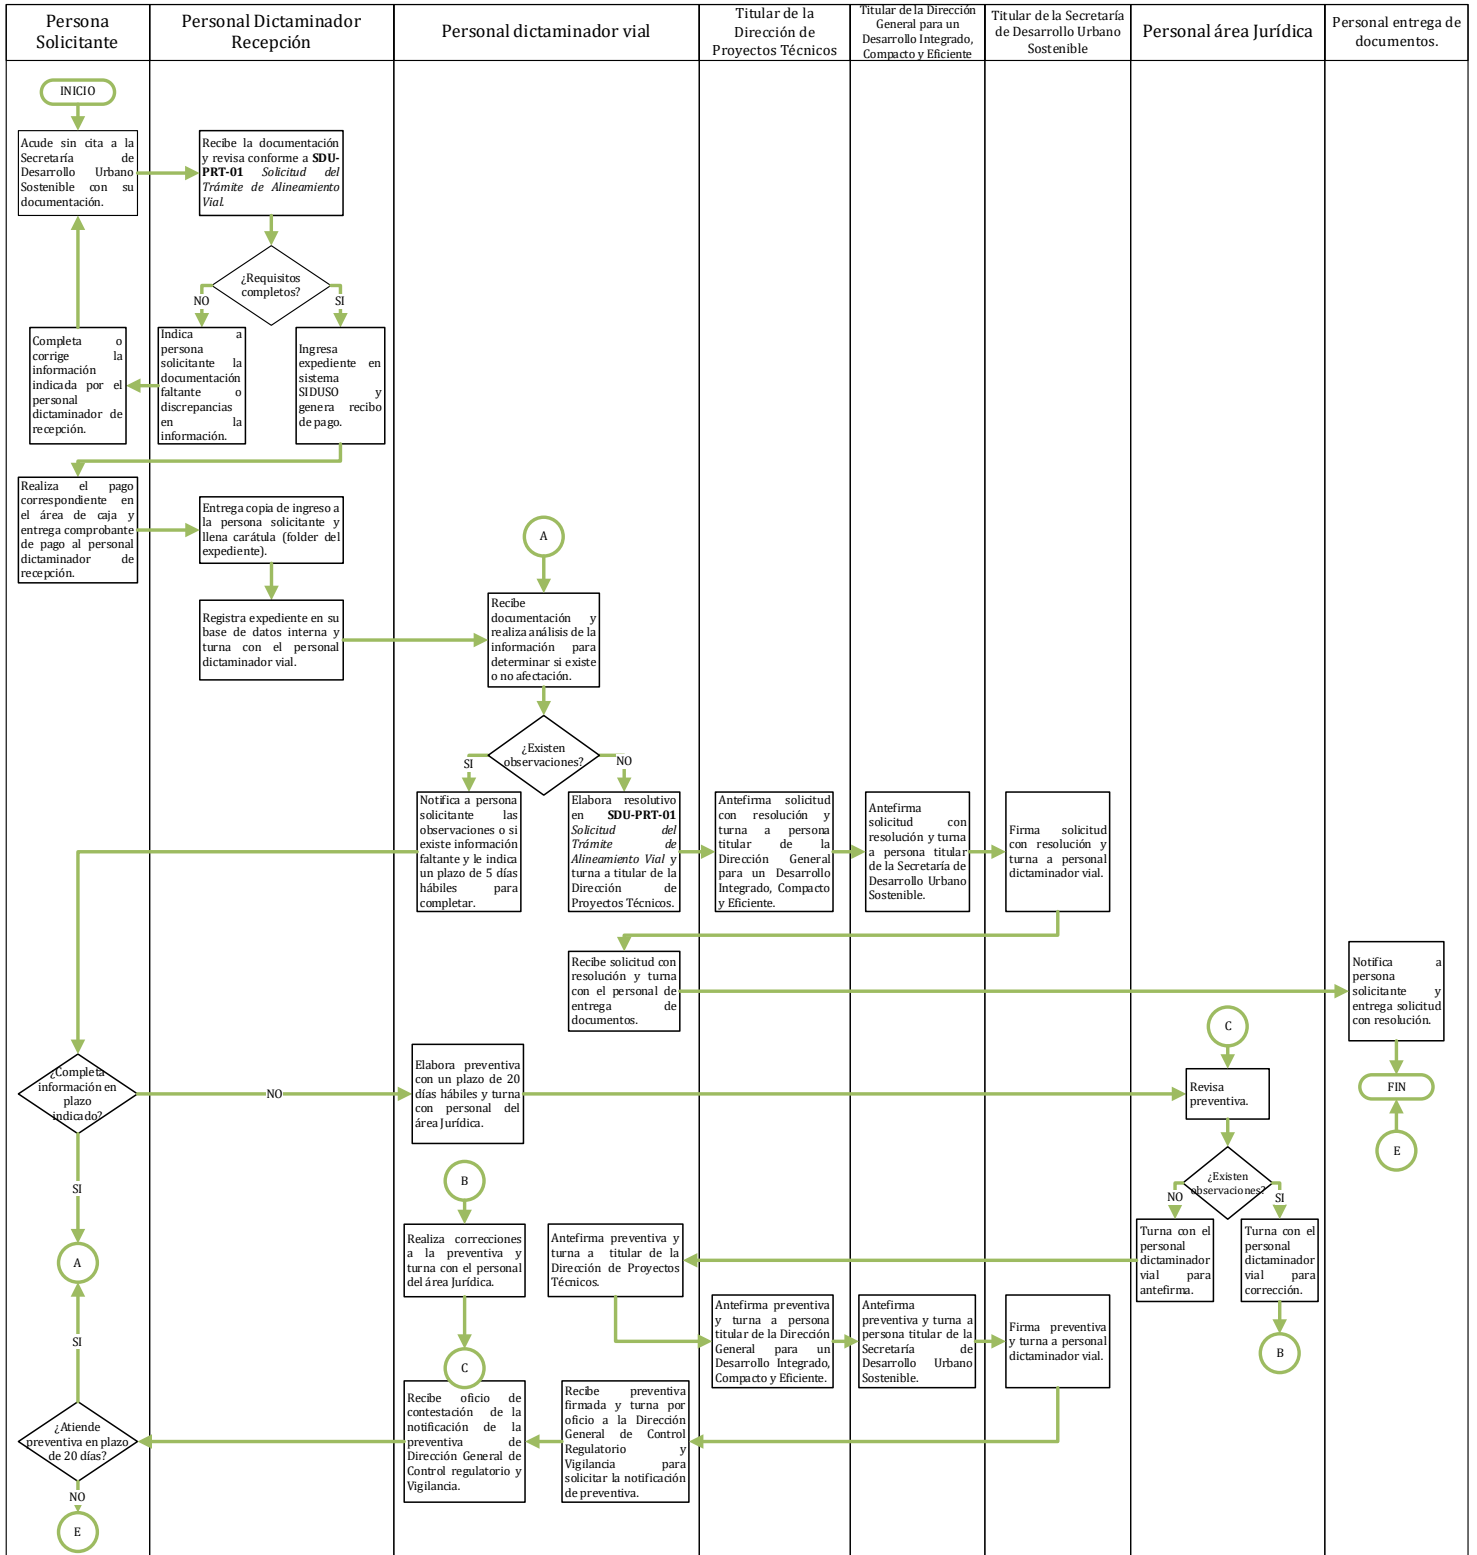 Persona
Solicitante
Personal Dictaminador
Recepción
Personal dictaminador vial
Titular de la
Dirección de
Proyectos Técnicos
Titular de la Dirección
General para un
Desarrollo Integrado,
Compacto y Eficiente
Titular de la Secretaría
de Desarrollo Urbano
Sostenible
Personal área Jurídica
Personal entrega de
documentos.
INICIO
Acude sin cita a la
Secretaría de
Desarrollo Urbano
Sostenible con su
documentación.
Recibe la documentación
y revisa conforme a SDU-
PRT-01 Solicitud del
Trámite de Alineamiento
Vial.
¿Requisitos
completos?
NO
SI
Completa o
corrige la
información
indicada por el
personal
dictaminador de
recepción.
Indica a
persona
solicitante la
documentación
faltante o
discrepancias
en la
información.
Ingresa
expediente en
sistema
SIDUSO y
genera recibo
de pago.
Realiza el pago
correspondiente en
el área de caja y
entrega comprobante
de pago al personal
dictaminador de
recepción.
Entrega copia de ingreso a
la persona solicitante y
llena carátula (folder del
expediente).
A
Registra expediente en su
base de datos interna y
turna con el personal
dictaminador vial.
Recibe
documentación y
realiza análisis de la
información para
determinar si existe
o no afectación.
¿Existen
observaciones?
SI
NO
Notifica a persona
solicitante las
observaciones o si
existe información
faltante y le indica
un plazo de 5 días
hábiles para
completar.
Elabora resolutivo
en SDU-PRT-01
Solicitud del
Trámite de
Alineamiento Vial y
turna a titular de la
Dirección de
Proyectos Técnicos.
Antefirma solicitud
con resolución y
turna a persona
titular de la
Dirección General
para un Desarrollo
Integrado, Compacto
y Eficiente.
Antefirma
solicitud con
resolución y turna
a persona titular
de la Secretaría de
Desarrollo Urbano
Sostenible.
Firma solicitud
con resolución y
turna a personal
dictaminador vial.
Recibe solicitud con
resolución y turna
con el personal de
entrega de
documentos.
Notifica a
persona
solicitante y
entrega solicitud
con resolución.
C
¿Completa
información en
plazo
indicado?
NO
Elabora preventiva
con un plazo de 20
días hábiles y turna
con personal del
área Jurídica.
Revisa
preventiva.
FIN
E
SI
B
¿Existen
observaciones?
NO
SI
A
Realiza correcciones
a la preventiva y
turna con el personal
del área Jurídica.
Antefirma preventiva y
turna a titular de la
Dirección de Proyectos
Técnicos.
Turna con el
personal
dictaminador
vial para
antefirma.
Turna con el
personal
dictaminador
vial para
corrección.
SI
C
Antefirma preventiva
y turna a persona
titular de la Dirección
General para un
Desarrollo Integrado,
Compacto y Eficiente.
Antefirma
preventiva y turna a
persona titular de la
Secretaría de
Desarrollo Urbano
Sostenible.
Firma preventiva
y turna a personal
dictaminador vial.
B
¿Atiende
preventiva en plazo
de 20 días?
Recibe oficio de
contestación de la
notificación de la
preventiva de
Dirección General de
Control regulatorio y
Vigilancia.
Recibe preventiva
firmada y turna por
oficio a la Dirección
General de Control
Regulatorio y
Vigilancia para
solicitar la notificación
de preventiva.
NO
E